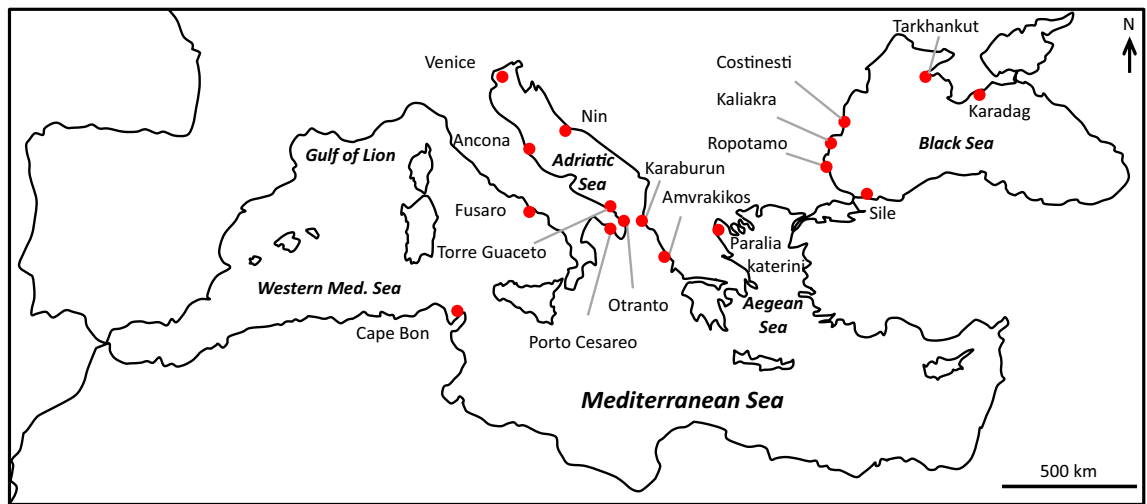 Tarkhankut
N
Venice
Costinesti
Kaliakra
Karadag
Nin
Ancona
Ropotamo
Black Sea
Gulf of Lion
Adriatic
Sea
Karaburun
Amvrakikos
Fusaro
Sile
Torre Guaceto
Paralia
katerini
Western Med. Sea
Otranto
Aegean
Sea
Cape Bon
Porto Cesareo
Mediterranean Sea
500 km